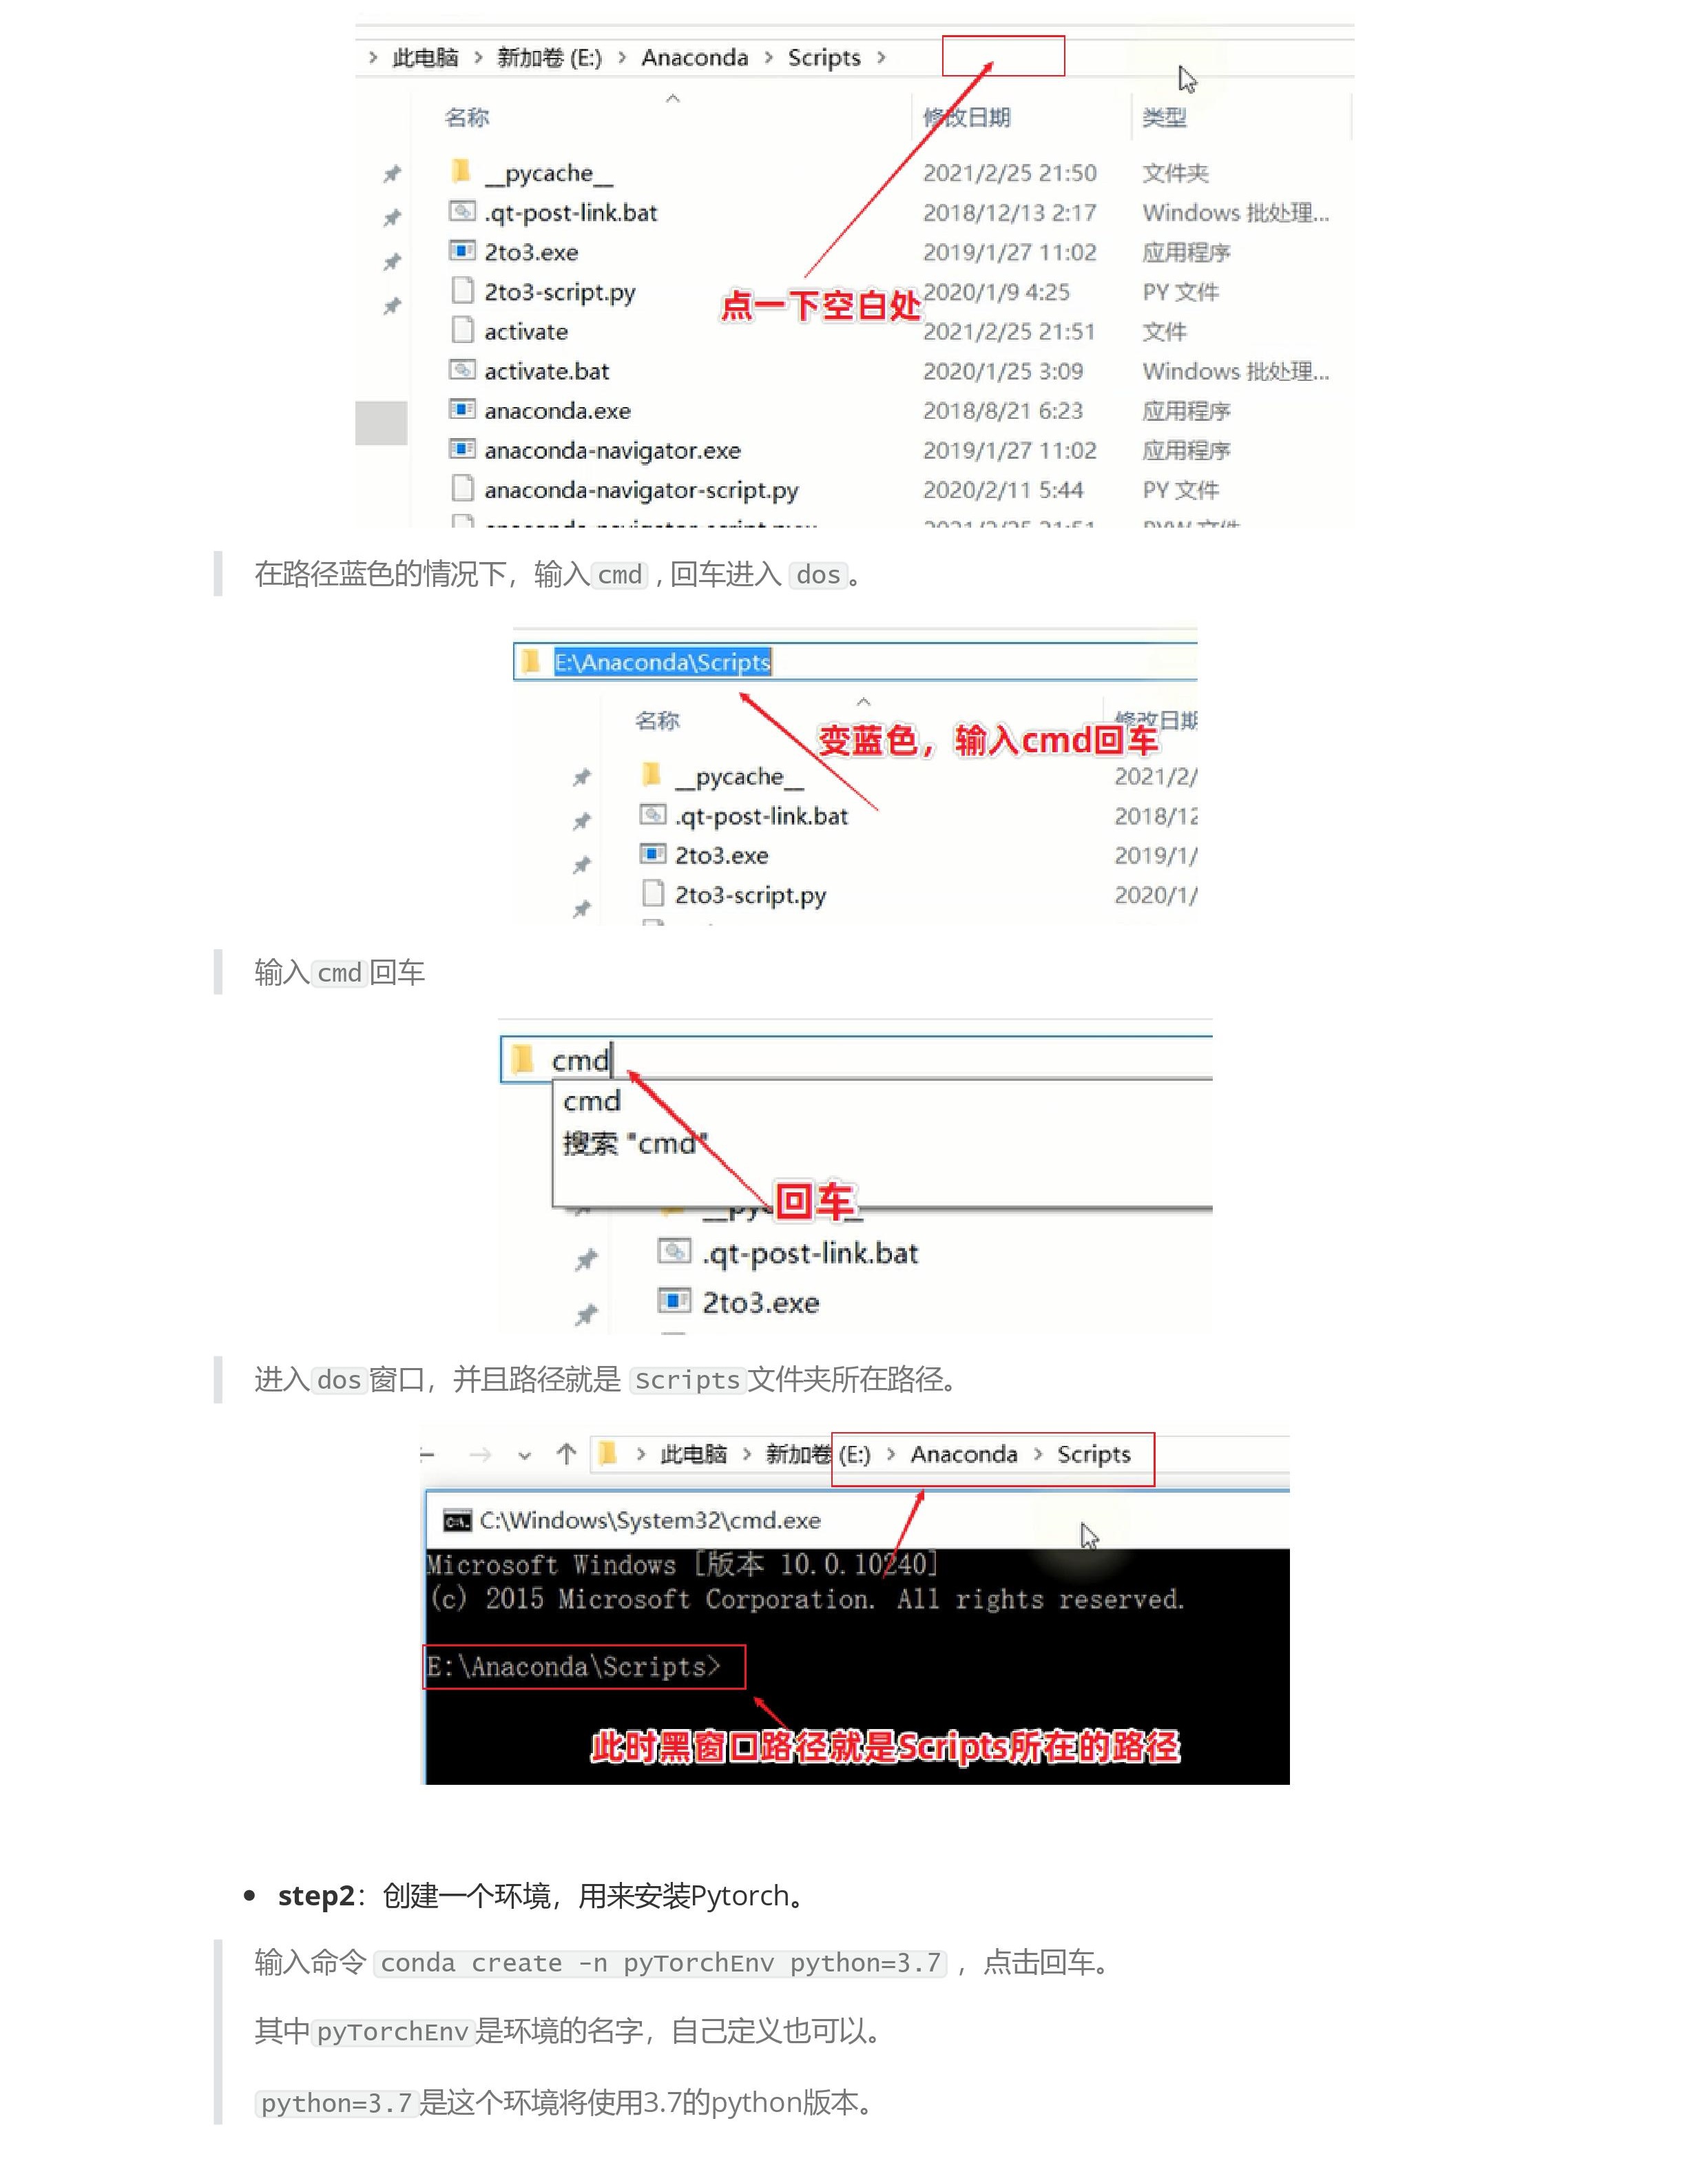 > 此电脑 > 新加卷 (E:) > Anaconda > Scripts >
名称 修改日期 类型
__pycache__ 2021/2/25 21:50 文件夹
.qt-post-link.bat 2018/12/13 2:17 Windows 批处理...
2to3.exe 2019/1/27 11:02 应用程序
2to3-script.py 2020/1/9 4:25 PY 文件
点一下空白处
activate 2021/2/25 21:51 文件
activate.bat 2020/1/25 3:09 Windows 批处理...
anaconda.exe 2018/8/21 6:23 应用程序
anaconda-navigator.exe 2019/1/27 11:02 应用程序
anaconda-navigator-script.py 2020/2/11 5:44 PY 文件
在路径蓝色的情况下，输入 cmd , 回车进入 dos 。
E:\Anaconda\Scripts
名称 修改日期
变蓝色，输入cmd回车
__pycache__ 2021/2/
.qt-post-link.bat 2018/12
2to3.exe 2019/1/
2to3-script.py 2020/1/
输入 cmd 回车
cmd
cmd
搜索 "cmd"
回车
.qt-post-link.bat
2to3.exe
进入 dos 窗口，并且路径就是 Scripts 文件夹所在路径。
> 此电脑 > 新加卷 (E:) > Anaconda > Scripts
C:\Windows\System32\cmd.exe
Microsoft Windows [版本 10.0.10240]
(c) 2015 Microsoft Corporation. All rights reserved.
E:\Anaconda\Scripts>
此时黑窗口路径就是Scripts所在的路径
• step2：创建一个环境，用来安装Pytorch。
输入命令 conda create -n pyTorchEnv python=3.7 ，点击回车。
其中 pyTorchEnv 是环境的名字，自己定义也可以。
python=3.7 是这个环境将使用3.7的python版本。